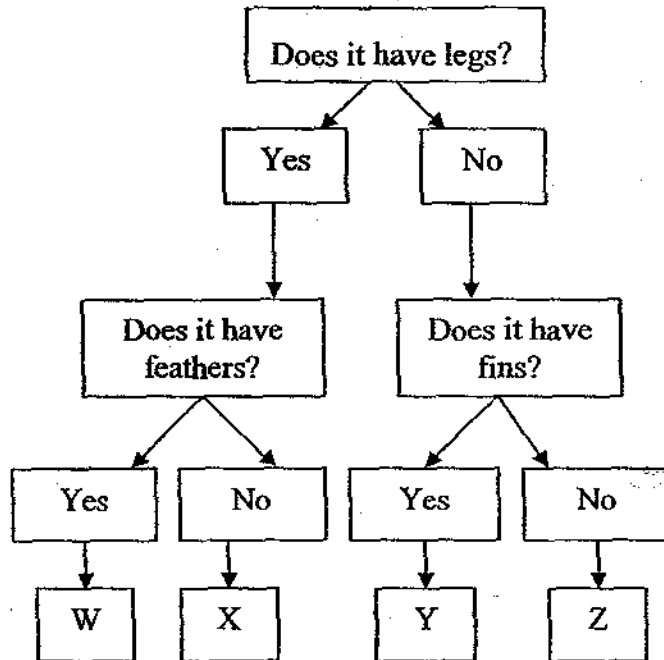 Does it have legs?
Yes
No
Does it have
feathers?
Does it have
fins?
Yes
No
Yes
No
W
X
Y
Z